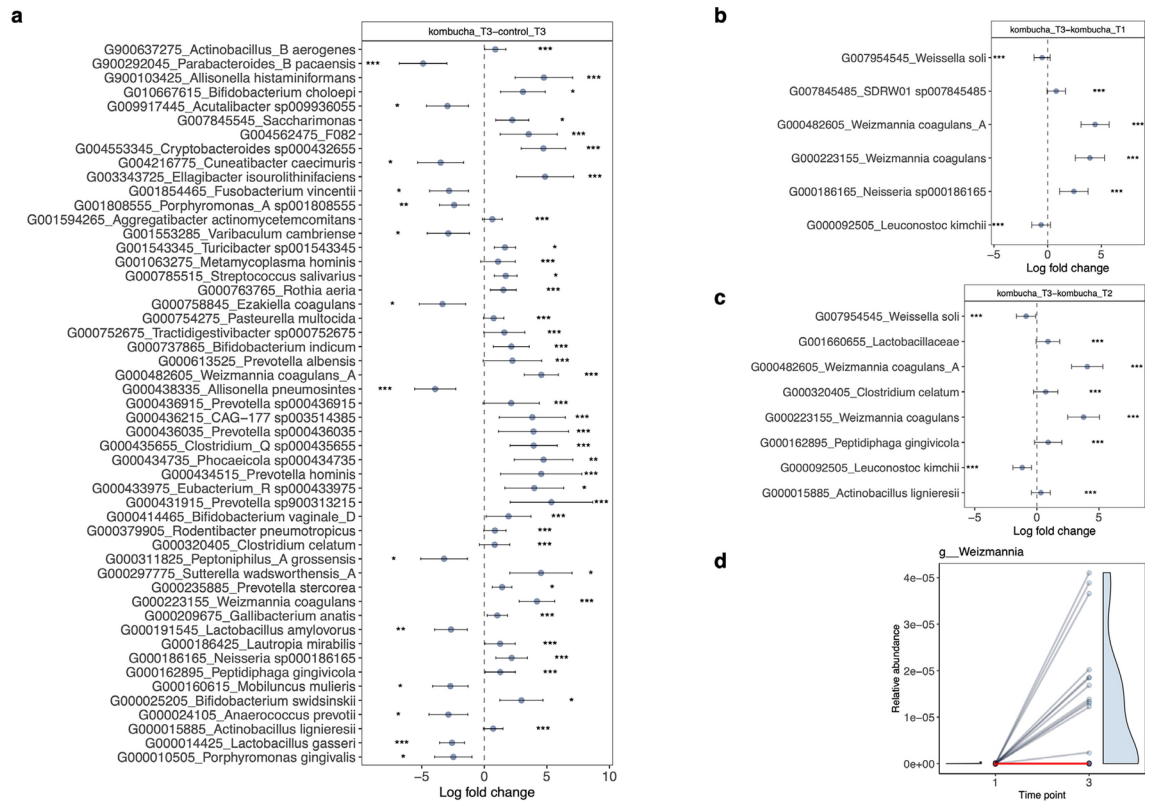 a
kombucha_T3−control_T3
G900637275_Actinobacillus_B aerogenes ***
G900292045_Parabacteroides_B pacaensis ***
G900103425_Allisonella histaminiformans ***
G010667615_Bifidobacterium choloepi *
G009917445_Acutalibacter sp009936055 *
G007845545_Saccharimonas *
G004562475_F082 ***
G004553345_Cryptobacteroides sp000432655 ***
G004216775_Cuneatibacter caecimuris *
G003343725_Ellagibacter isourolithinifaciens ***
G001854465_Fusobacterium vincentii *
G001808555_Porphyromonas_A sp001808555 **
G001594265_Aggregatibacter actinomycetemcomitans ***
G001553285_Varibaculum cambriense *
G001543345_Turicibacter sp001543345 *
G001063275_Metamycoplasma hominis ***
G000785515_Streptococcus salivarius *
G000763765_Rothia aeria ***
G000758845_Ezakiella coagulans *
G000754275_Pasteurella multocida ***
G000752675_Tractidigestivibacter sp000752675 ***
G000737865_Bifidobacterium indicum ***
G000613525_Prevotella albensis ***
G000482605_Weizmannia coagulans_A ***
G000438335_Allisonella pneumosintes ***
G000436915_Prevotella sp000436915 ***
G000436215_CAG−177 sp003514385 ***
G000436035_Prevotella sp000436035 ***
G000435655_Clostridium_Q sp000435655 ***
G000434735_Phocaeicola sp000434735 **
G000434515_Prevotella hominis ***
G000433975_Eubacterium_R sp000433975 *
G000431915_Prevotella sp900313215 ***
G000414465_Bifidobacterium vaginale_D ***
G000379905_Rodentibacter pneumotropicus ***
G000320405_Clostridium celatum ***
G000311825_Peptoniphilus_A grossensis *
G000297775_Sutterella wadsworthensis_A *
G000235885_Prevotella stercorea *
G000223155_Weizmannia coagulans ***
G000209675_Gallibacterium anatis ***
G000191545_Lactobacillus amylovorus **
G000186425_Lautropia mirabilis ***
G000186165_Neisseria sp000186165 ***
G000162895_Peptidiphaga gingivicola ***
G000160615_Mobiluncus mulieris *
G000025205_Bifidobacterium swidsinskii *
G000024105_Anaerococcus prevotii *
G000015885_Actinobacillus lignieresii ***
G000014425_Lactobacillus gasseri ***
G000010505_Porphyromonas gingivalis *
−5 0 5 10
Log fold change
b
kombucha_T3−kombucha_T1
G007954545_Weissella soli ***
G007845485_SDRW01 sp007845485 ***
G000482605_Weizmannia coagulans_A ***
G000223155_Weizmannia coagulans ***
G000186165_Neisseria sp000186165 ***
G000092505_Leuconostoc kimchii ***
−5 0 5
Log fold change
c
kombucha_T3−kombucha_T2
G007954545_Weissella soli ***
G001660655_Lactobacillaceae ***
G000482605_Weizmannia coagulans_A ***
G000320405_Clostridium celatum ***
G000223155_Weizmannia coagulans ***
G000162895_Peptidiphaga gingivicola ***
G000092505_Leuconostoc kimchii ***
G000015885_Actinobacillus lignieresii ***
−5 0 5
Log fold change
d
g__Weizmannia
Relative abundance
4e−05
3e−05
2e−05
1e−05
0e+00
1 3
Time point